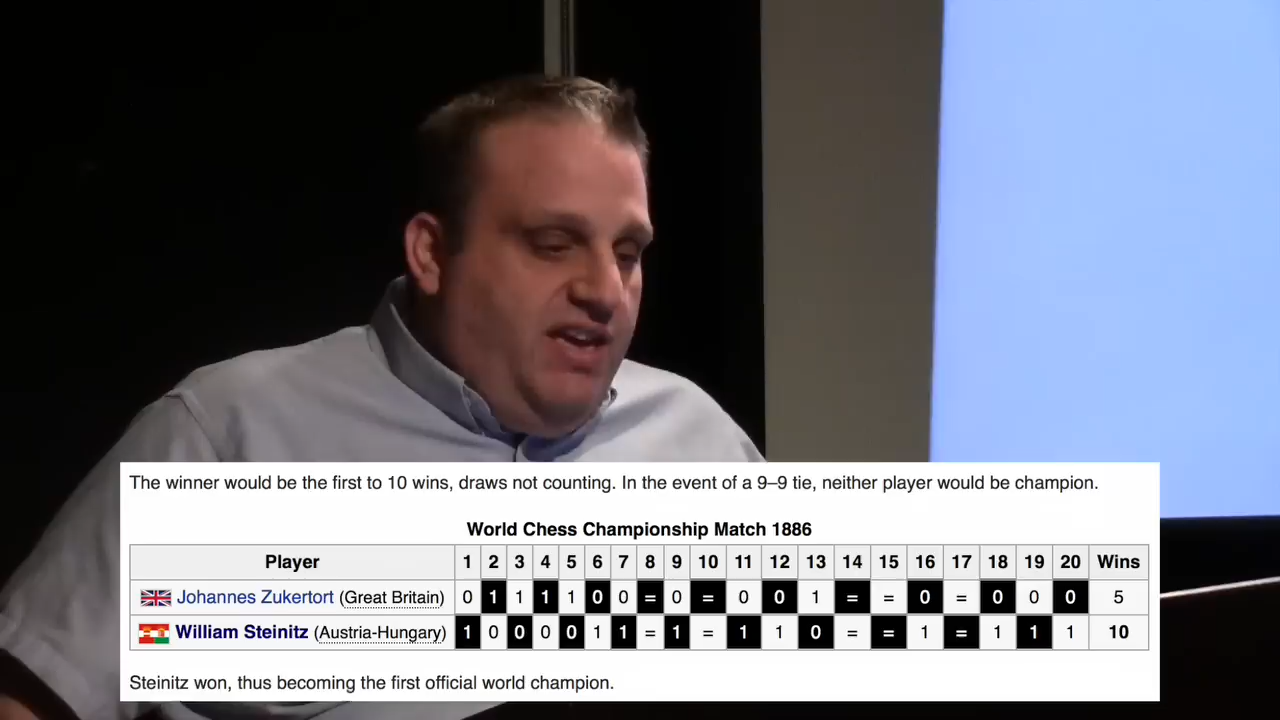 The winner would be the first to 10 wins, draws not counting. In the event of a 9–9 tie, neither player would be champion.
World Chess Championship Match 1886
Player 1 2 3 4 5 6 7 8 9 10 11 12 13 14 15 16 17 18 19 20 Wins
Johannes Zukertort (Great Britain) 0 1 1 1 1 0 0 = 0 = 0 0 1 = = 0 = 0 0 0 5
William Steinitz (Austria-Hungary) 1 0 0 0 0 1 1 = 1 = 1 1 0 = = 1 = 1 1 1 10
Steinitz won, thus becoming the first official world champion.